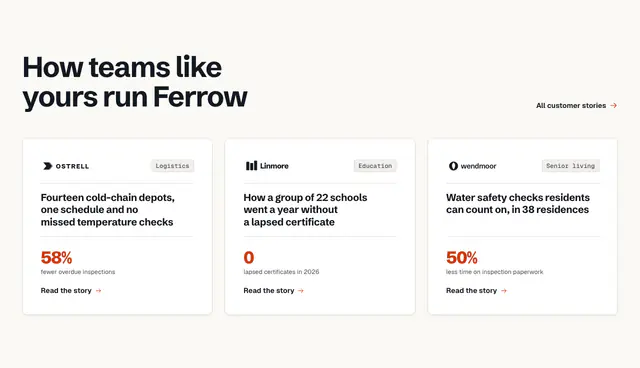 How teams like
yours run Ferrow
All customer stories →
OSTRELL
Logistics
Fourteen cold-chain depots,
one schedule and no
missed temperature checks
58%
fewer overdue inspections
Read the story →
Linmore
Education
How a group of 22 schools
went a year without
a lapsed certificate
0
lapsed certificates in 2026
Read the story →
wendmoor
Senior living
Water safety checks residents
can count on, in 38 residences
50%
less time on inspection paperwork
Read the story →